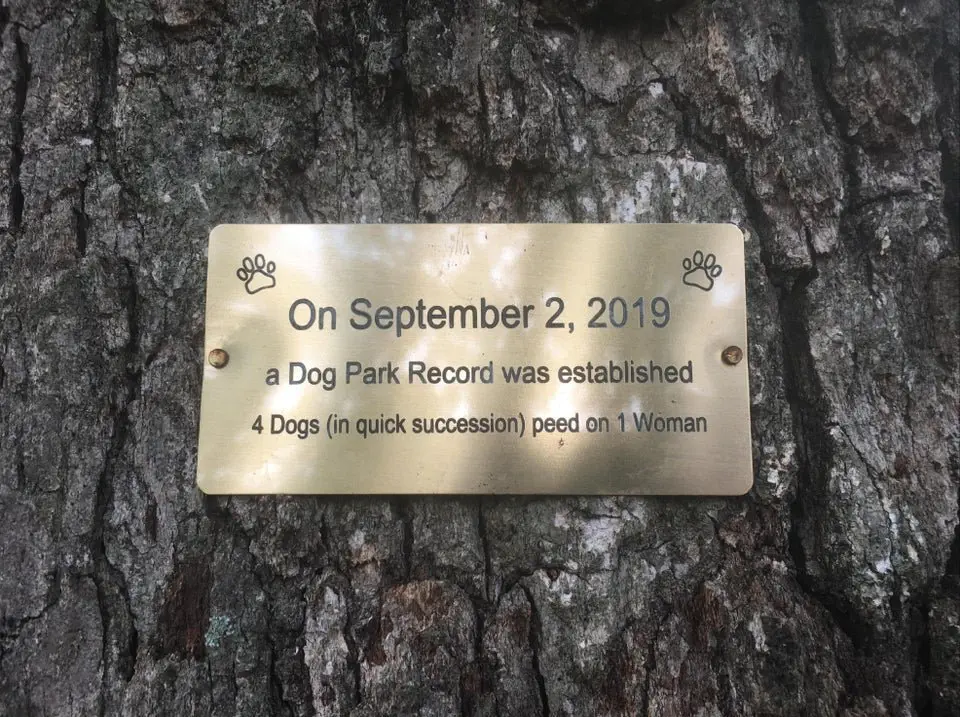 On September 2, 2019
a Dog Park Record was established
4 Dogs (in quick succession) peed on 1 Woman